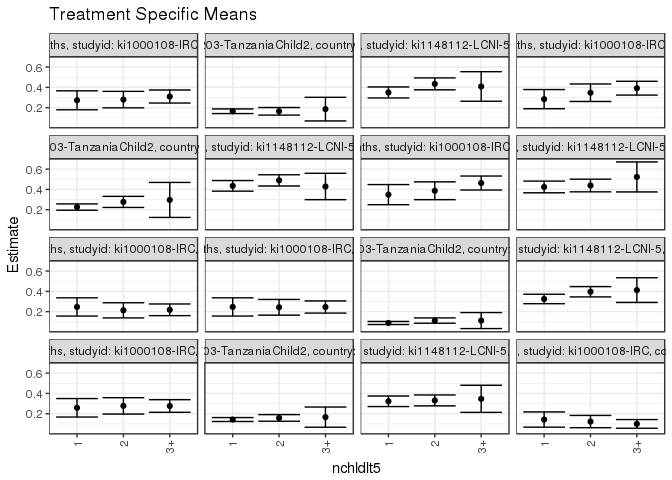 Treatment Specific Means
ths, studyid: ki1000108-IRC
03-TanzaniaChild2, country
, studyid: ki1148112-LCNI-5
ths, studyid: ki1000108-IRC
0.6
0.4
0.2
03-TanzaniaChild2, country
, studyid: ki1148112-LCNI-5
ths, studyid: ki1000108-IRC
, studyid: ki1148112-LCNI-5
0.6
0.4
0.2
studyid: ki1000108-IRC,
ths, studyid: ki1000108-IRC,
03-TanzaniaChild2, country:
studyid: ki1148112-LCNI-5,
0.6
0.4
0.2
hs, studyid: ki1000108-IRC,
03-TanzaniaChild2, country:
studyid: ki1148112-LCNI-5,
, studyid: ki1000108-IRC, co
0.6
0.4
0.2
Estimate
1
2
3+
1
2
3+
1
2
3+
1
2
3+
nchldlt5